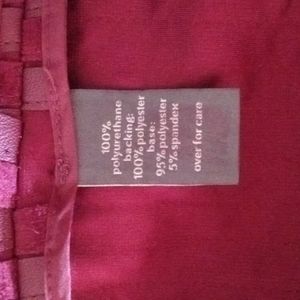 100%
polyurethane
backing:
100% polyester
base:
95% polyester
5% spandex
over for care